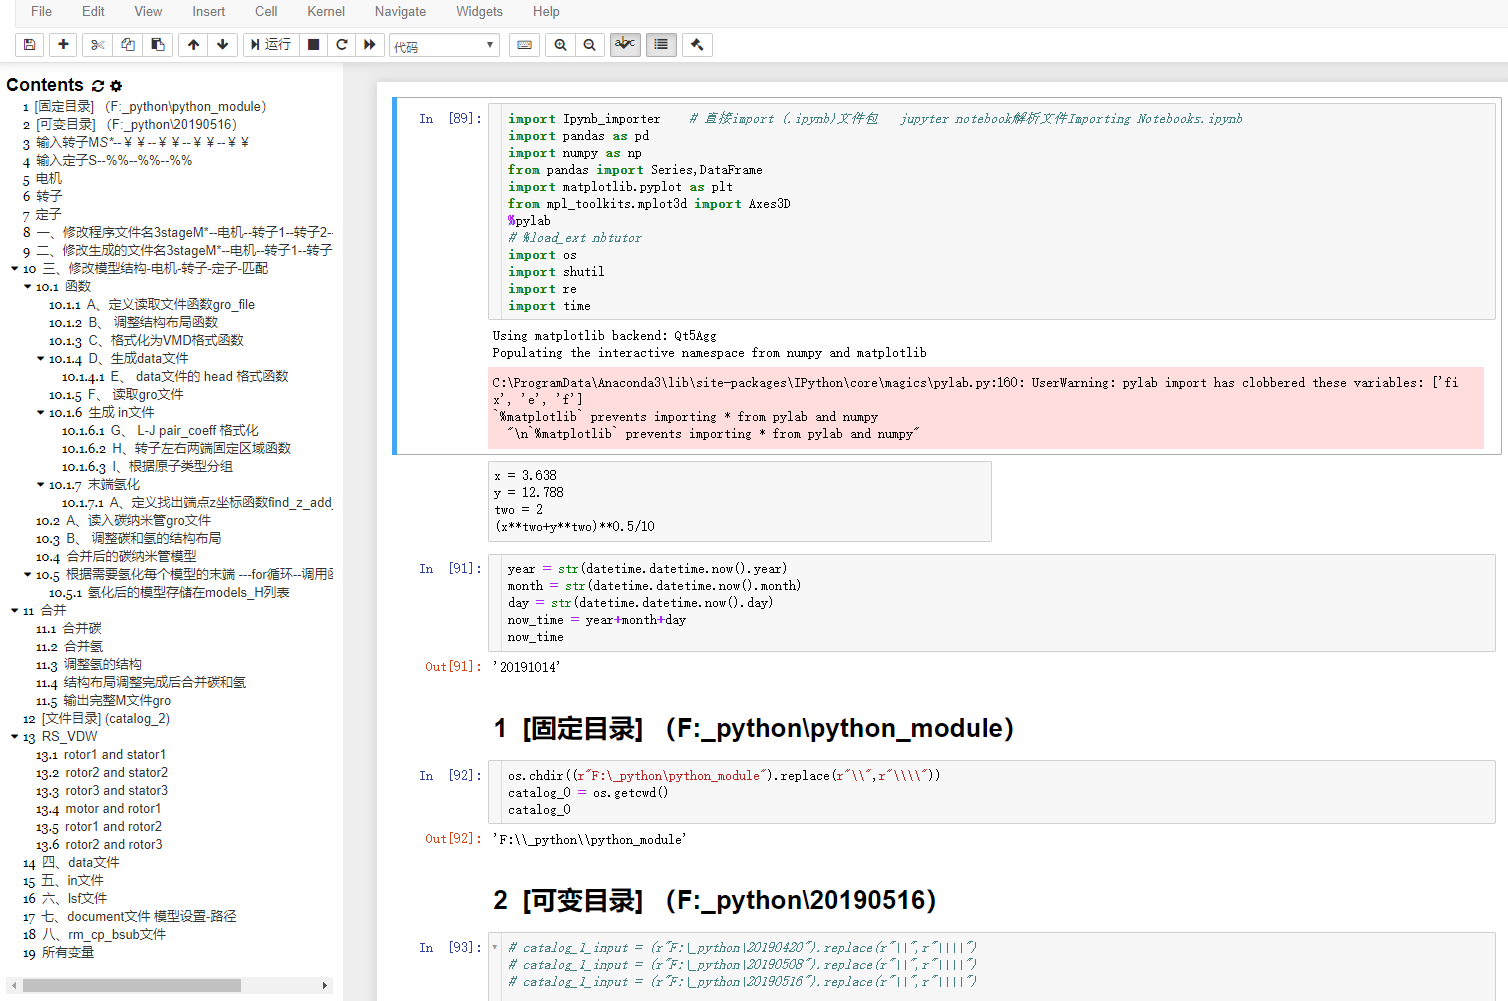 File Edit View Insert Cell Kernel Navigate Widgets Help
运行 代码 abc
Contents
1 [固定目录] （F:_python\python_module）
2 [可变目录] （F:_python\20190516）
3 输入转子MS*--￥￥--￥￥--￥￥--￥￥
4 输入定子S--%%--%%--%%
5 电机
6 转子
7 定子
8 一、修改程序文件名3stageM*--电机--转子1--转子2--
9 二、修改生成的文件名3stageM*--电机--转子1--转子
10 三、修改模型结构-电机-转子-定子-匹配
10.1 函数
10.1.1 A、定义读取文件函数gro_file
10.1.2 B、 调整结构布局函数
10.1.3 C、格式化为VMD格式函数
10.1.4 D、生成data文件
10.1.4.1 E、 data文件的 head 格式函数
10.1.5 F、 读取gro文件
10.1.6 生成 in文件
10.1.6.1 G、 L-J pair_coeff 格式化
10.1.6.2 H、转子左右两端固定区域函数
10.1.6.3 I、根据原子类型分组
10.1.7 末端氢化
10.1.7.1 A、定义找出端点z坐标函数find_z_add_
10.2 A、读入碳纳米管gro文件
10.3 B、 调整碳和氢的结构布局
10.4 合并后的碳纳米管模型
10.5 根据需要氢化每个模型的末端 ---for循环--调用函
10.5.1 氢化后的模型存储在models_H列表
11 合并
11.1 合并碳
11.2 合并氢
11.3 调整氢的结构
11.4 结构布局调整完成后合并碳和氢
11.5 输出完整M文件gro
12 [文件目录] (catalog_2)
13 RS_VDW
13.1 rotor1 and stator1
13.2 rotor2 and stator2
13.3 rotor3 and stator3
13.4 motor and rotor1
13.5 rotor1 and rotor2
13.6 rotor2 and rotor3
14 四、data文件
15 五、in文件
16 六、lsf文件
17 七、document文件 模型设置-路径
18 八、rm_cp_bsub文件
19 所有变量
In [89]:
import Ipynb_importer    # 直接import (.ipynb)文件包   jupyter notebook解析文件Importing Notebooks.ipynb
import pandas as pd
import numpy as np
from pandas import Series,DataFrame
import matplotlib.pyplot as plt
from mpl_toolkits.mplot3d import Axes3D
%pylab
# %load_ext nbtutor
import os
import shutil
import re
import time
Using matplotlib backend: Qt5Agg
Populating the interactive namespace from numpy and matplotlib
C:\ProgramData\Anaconda3\lib\site-packages\IPython\core\magics\pylab.py:160: UserWarning: pylab import has clobbered these variables: ['fi
x', 'e', 'f']
`%matplotlib` prevents importing * from pylab and numpy
"\n`%matplotlib` prevents importing * from pylab and numpy"
x = 3.638
y = 12.788
two = 2
(x**two+y**two)**0.5/10
In [91]:
year = str(datetime.datetime.now().year)
month = str(datetime.datetime.now().month)
day = str(datetime.datetime.now().day)
now_time = year+month+day
now_time
Out[91]: '20191014'
1 [固定目录] （F:_python\python_module）
In [92]:
os.chdir((r"F:\_python\python_module").replace(r"\\",r"\\\\"))
catalog_0 = os.getcwd()
catalog_0
Out[92]: 'F:\\_python\\python_module'
2 [可变目录] （F:_python\20190516）
In [93]:
# catalog_1_input = (r"F:\_python\20190420").replace(r"\\",r"\\\\")
# catalog_1_input = (r"F:\_python\20190508").replace(r"\\",r"\\\\")
# catalog_1_input = (r"F:\_python\20190516").replace(r"\\",r"\\\\")